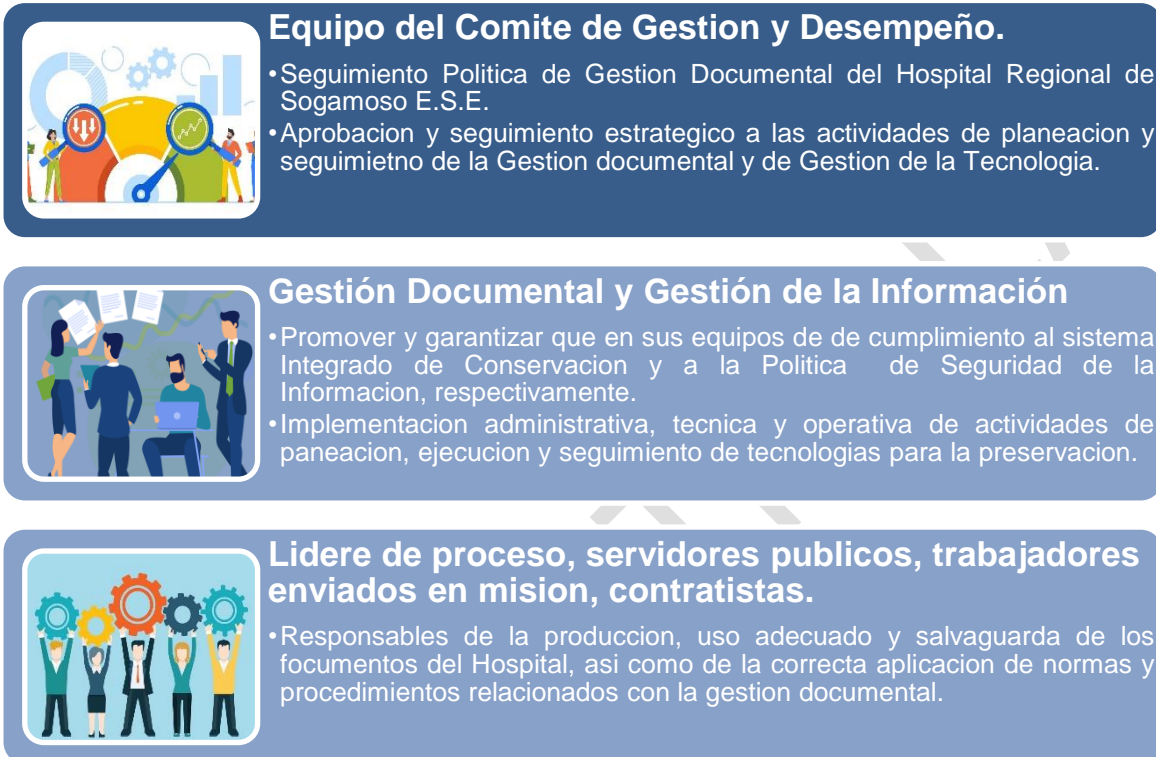 Equipo del Comite de Gestion y Desempeño.
•Seguimiento Politica de Gestion Documental del Hospital Regional de
Sogamoso E.S.E.
•Aprobacion y seguimiento estrategico a las actividades de planeacion y
seguimietno de la Gestion documental y de Gestion de la Tecnologia.
Gestión Documental y Gestión de la Información
•Promover y garantizar que en sus equipos de de cumplimiento al sistema
Integrado de Conservacion y a la Politica de Seguridad de la
Informacion, respectivamente.
•Implementacion administrativa, tecnica y operativa de actividades de
paneacion, ejecucion y seguimiento de tecnologias para la preservacion.
Lidere de proceso, servidores publicos, trabajadores
enviados en mision, contratistas.
•Responsables de la produccion, uso adecuado y salvaguarda de los
focumentos del Hospital, asi como de la correcta aplicacion de normas y
procedimientos relacionados con la gestion documental.